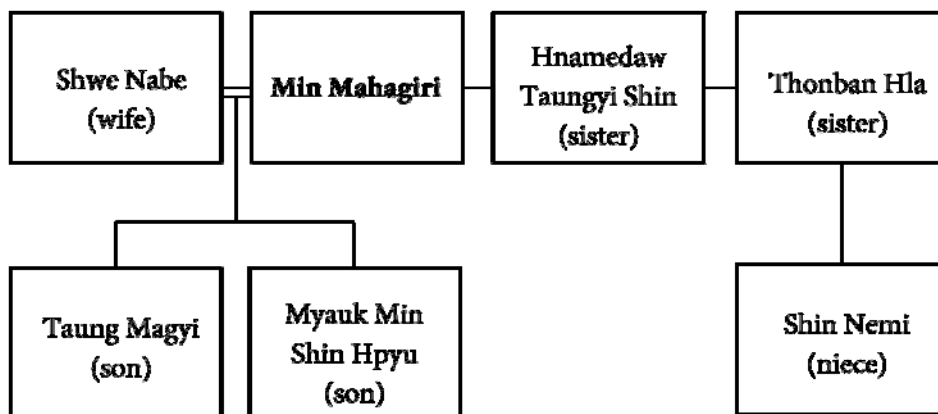 Shwe Nabe
(wife)
Min Mahagiri
Hnamedaw
Taungyi Shin
(sister)
Thonban Hla
(sister)
Taung Magyi
(son)
Myauk Min
Shin Hpyu
(son)
Shin Nemi
(niece)